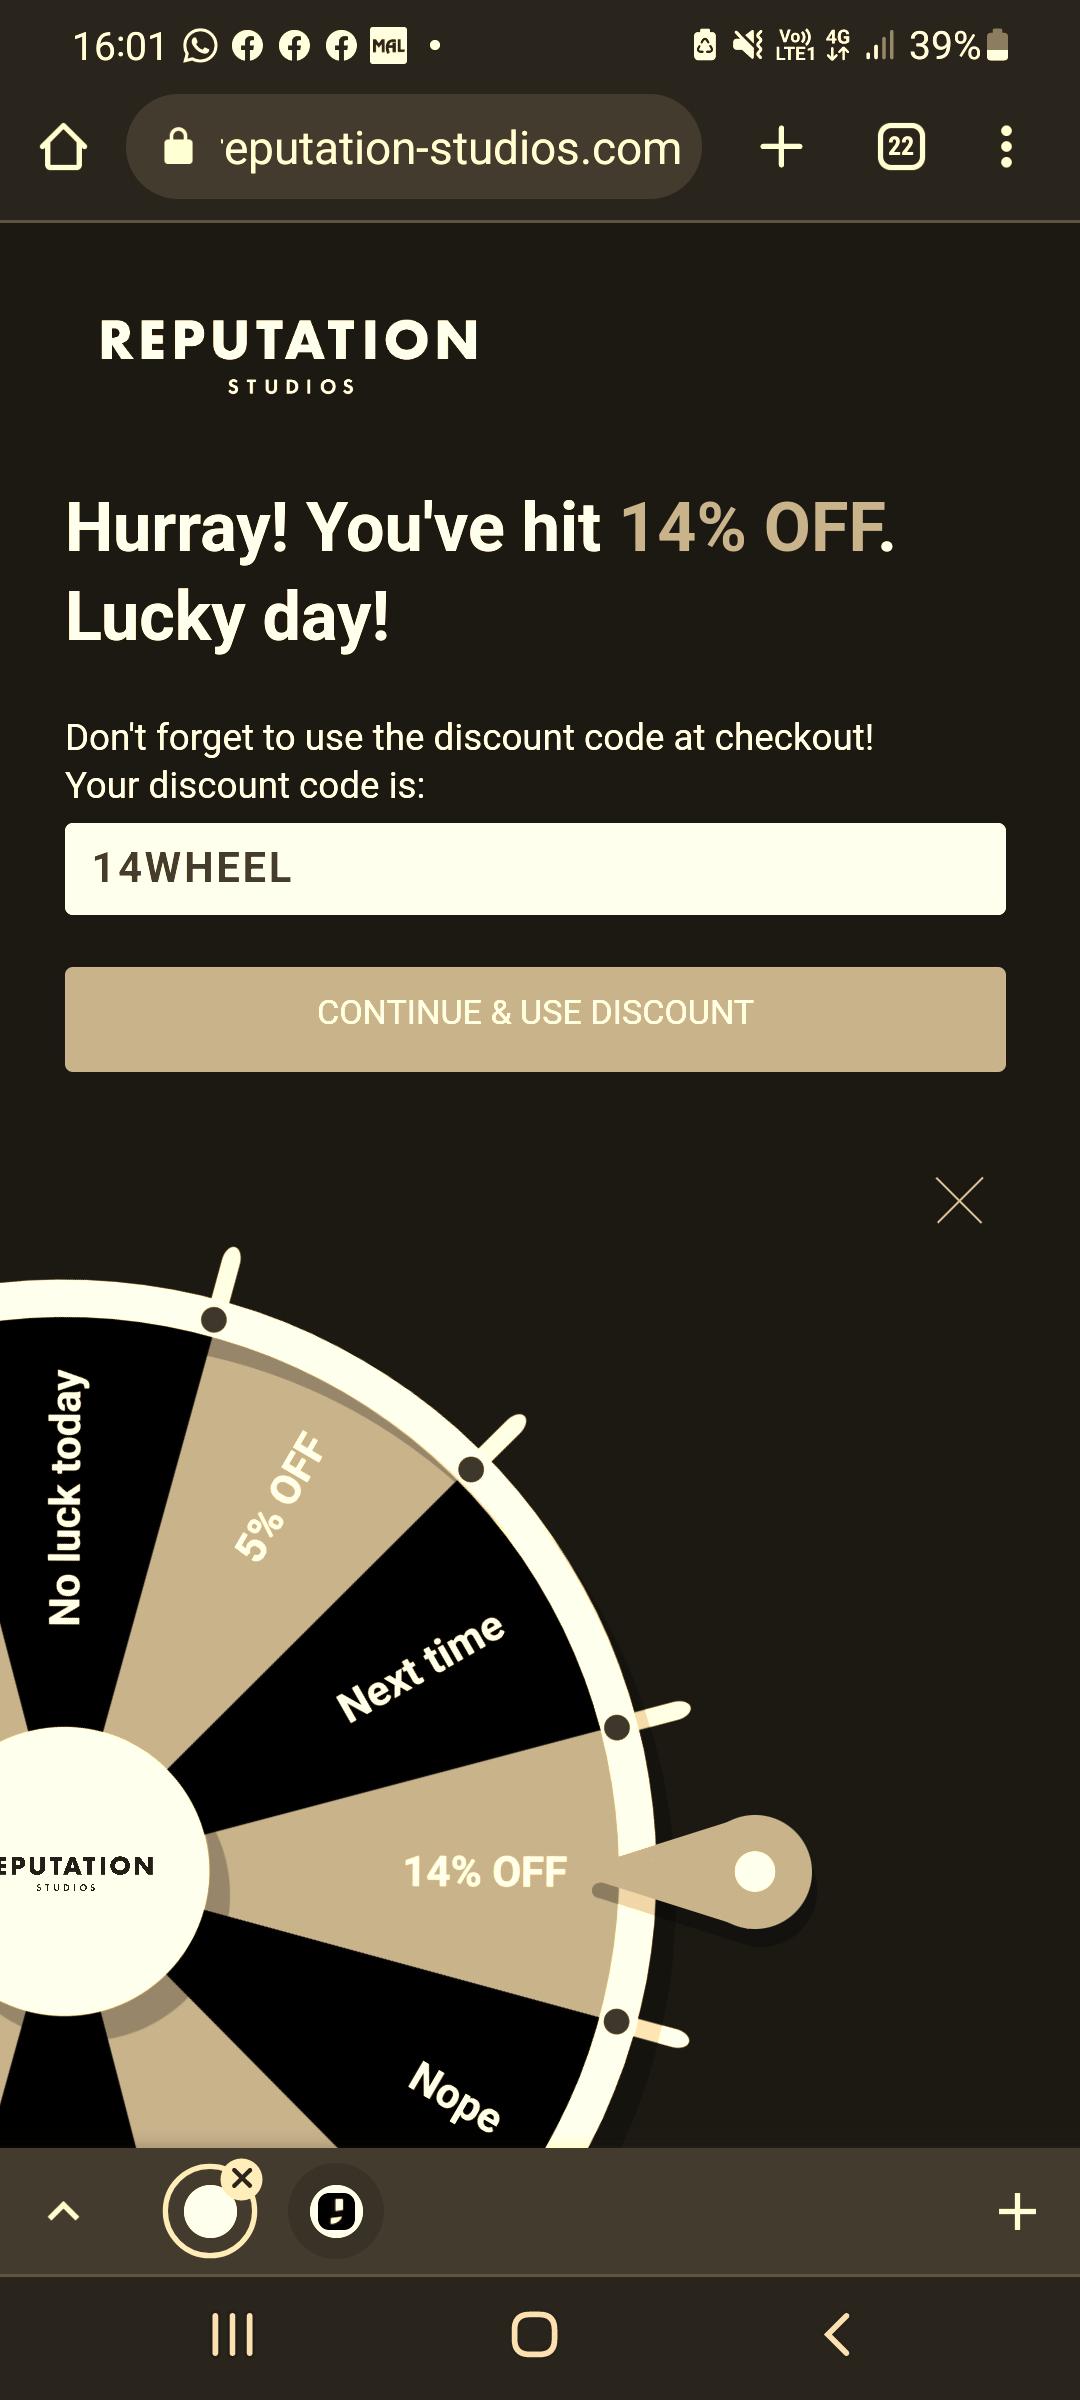 16:01
MAL
Vo))
LTE1
4G
39%
eputation-studios.com
22
REPUTATION
STUDIOS
Hurray! You've hit 14% OFF.
Lucky day!
Don't forget to use the discount code at checkout!
Your discount code is:
14WHEEL
CONTINUE & USE DISCOUNT
No luck today
5% OFF
Next time
14% OFF
EPUTATION
STUDIOS
Nope